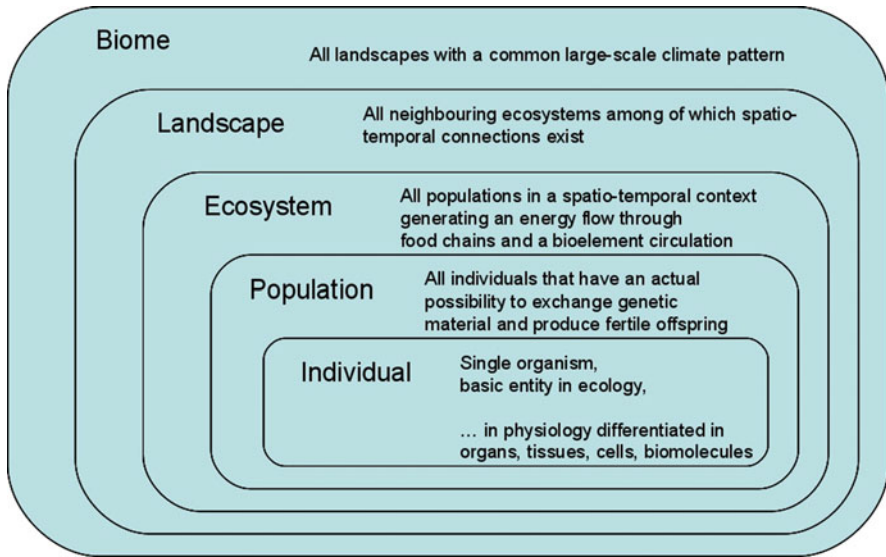 Biome
All landscapes with a common large-scale climate pattern
Landscape
All neighbouring ecosystems among of which spatio-
temporal connections exist
Ecosystem
All populations in a spatio-temporal context
generating an energy flow through
food chains and a bioelement circulation
Population
All individuals that have an actual
possibility to exchange genetic
material and produce fertile offspring
Individual
Single organism,
basic entity in ecology,
... in physiology differentiated in
organs, tissues, cells, biomolecules